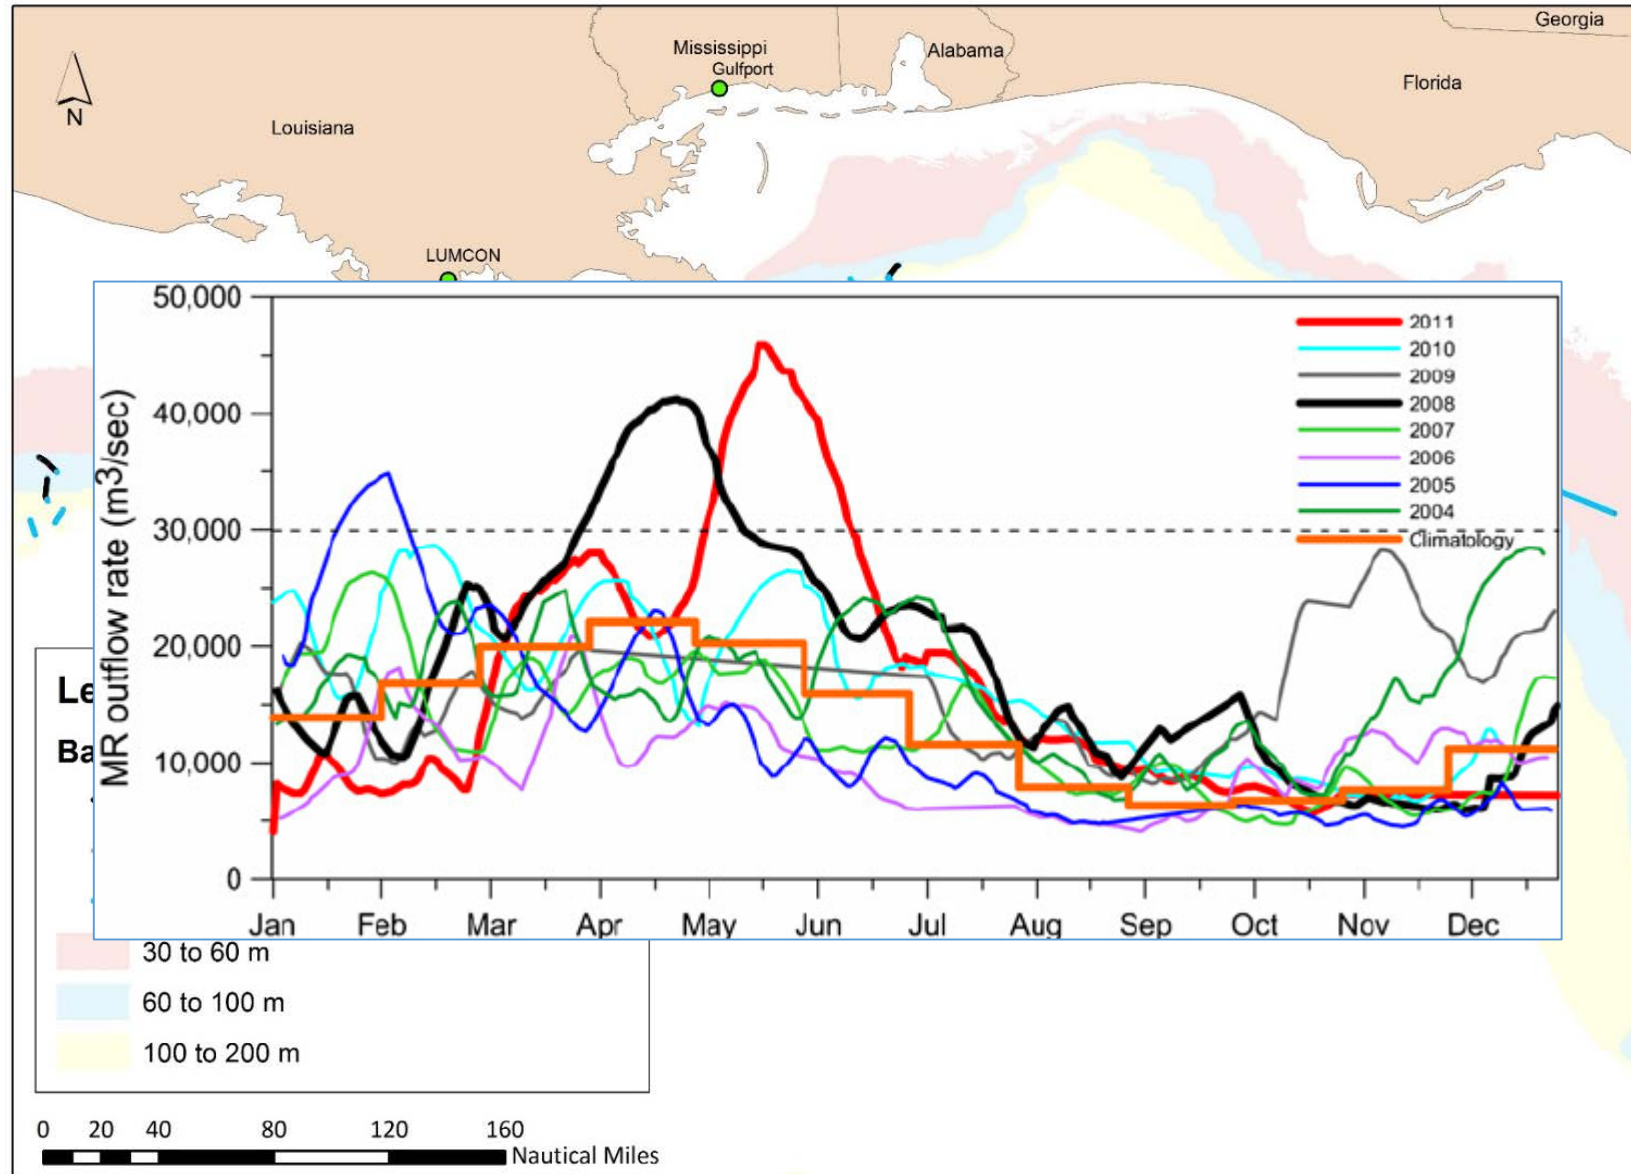 Georgia
Mississippi
Gulfport
Alabama
Florida
N
Louisiana
LUMCON
MR outflow rate (m3/sec)
50,000
40,000
30,000
20,000
10,000
0
2011
2010
2009
2008
2007
2006
2005
2004
Climatology
Jan Feb Mar Apr May Jun Jul Aug Sep Oct Nov Dec
Le
Ba
30 to 60 m
60 to 100 m
100 to 200 m
0 20 40 80 120 160
Nautical Miles